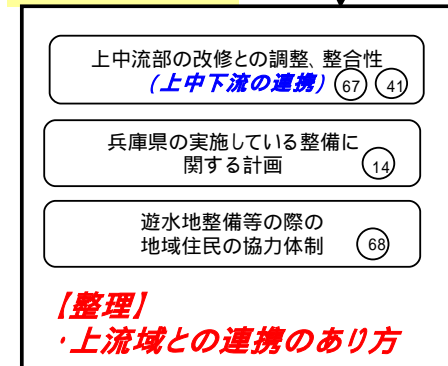 上中流部の改修との調整、整合性
(上中下流の連携) 67 41
兵庫県の実施している整備に
関する計画 14
遊水地整備等の際の
地域住民の協力体制 68
【整理】
・上流域との連携のあり方